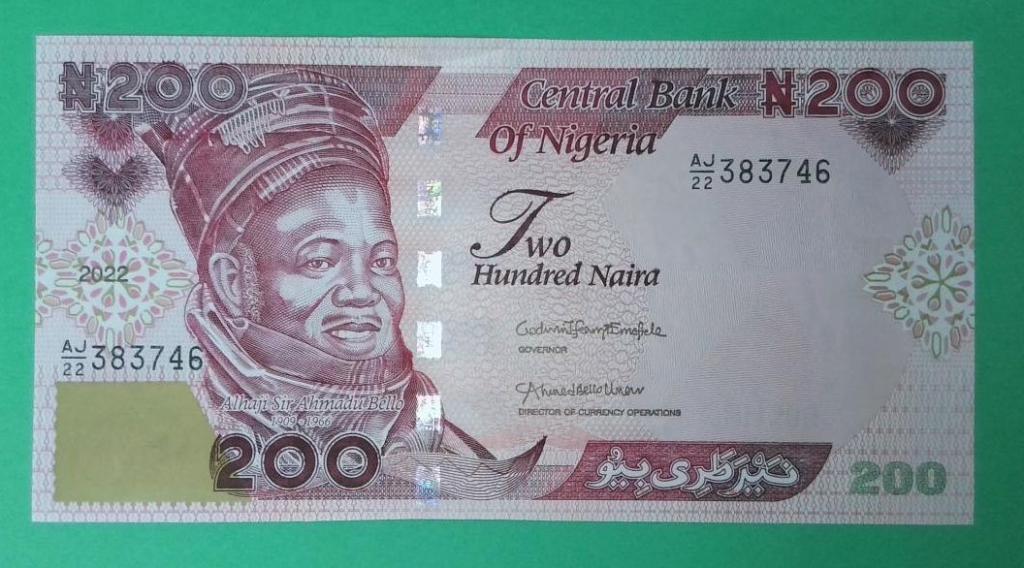 ₦200
Central Bank
Of Nigeria
₦200
AJ/22 383746
Two
Hundred Naira
2022
GOVERNOR
AJ/22 383746
DIRECTOR OF CURRENCY OPERATIONS
Alhaji Sir Ahmadu Bello
1909-1966
200
نَيْرَ طَرِى بِيُو
200